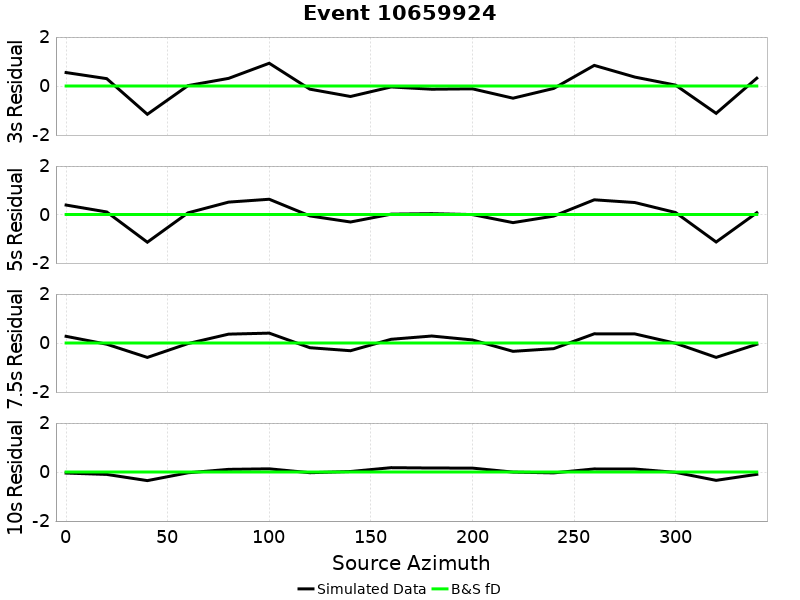 Event 10659924
3s Residual
2
0
-2
5s Residual
2
0
-2
7.5s Residual
2
0
-2
10s Residual
2
0
-2
0 50 100 150 200 250 300
Source Azimuth
Simulated Data B&S fD